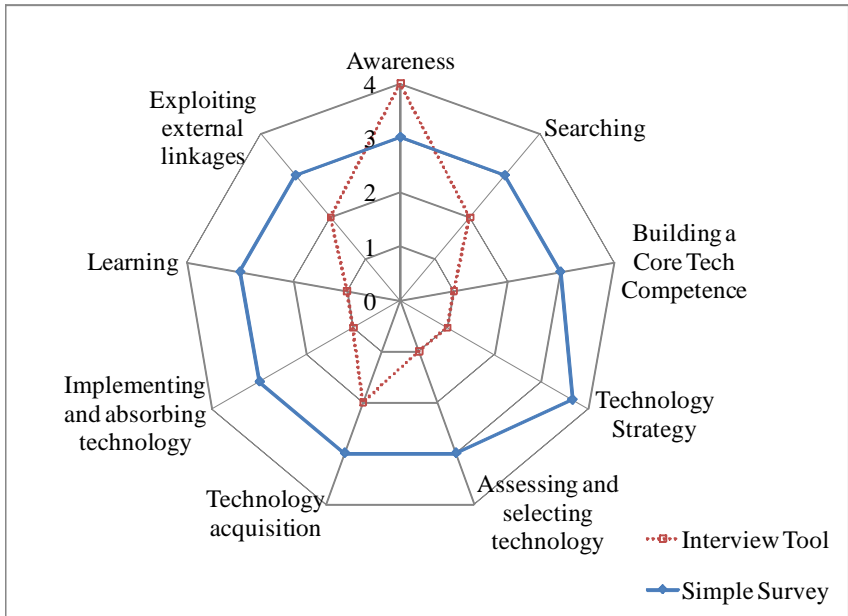 Awareness
4
3
2
1
0
Searching
Building a
Core Tech
Competence
Technology
Strategy
Assessing and
selecting
technology
Technology
acquisition
Implementing
and absorbing
technology
Learning
Exploiting
external
linkages
Interview Tool
Simple Survey